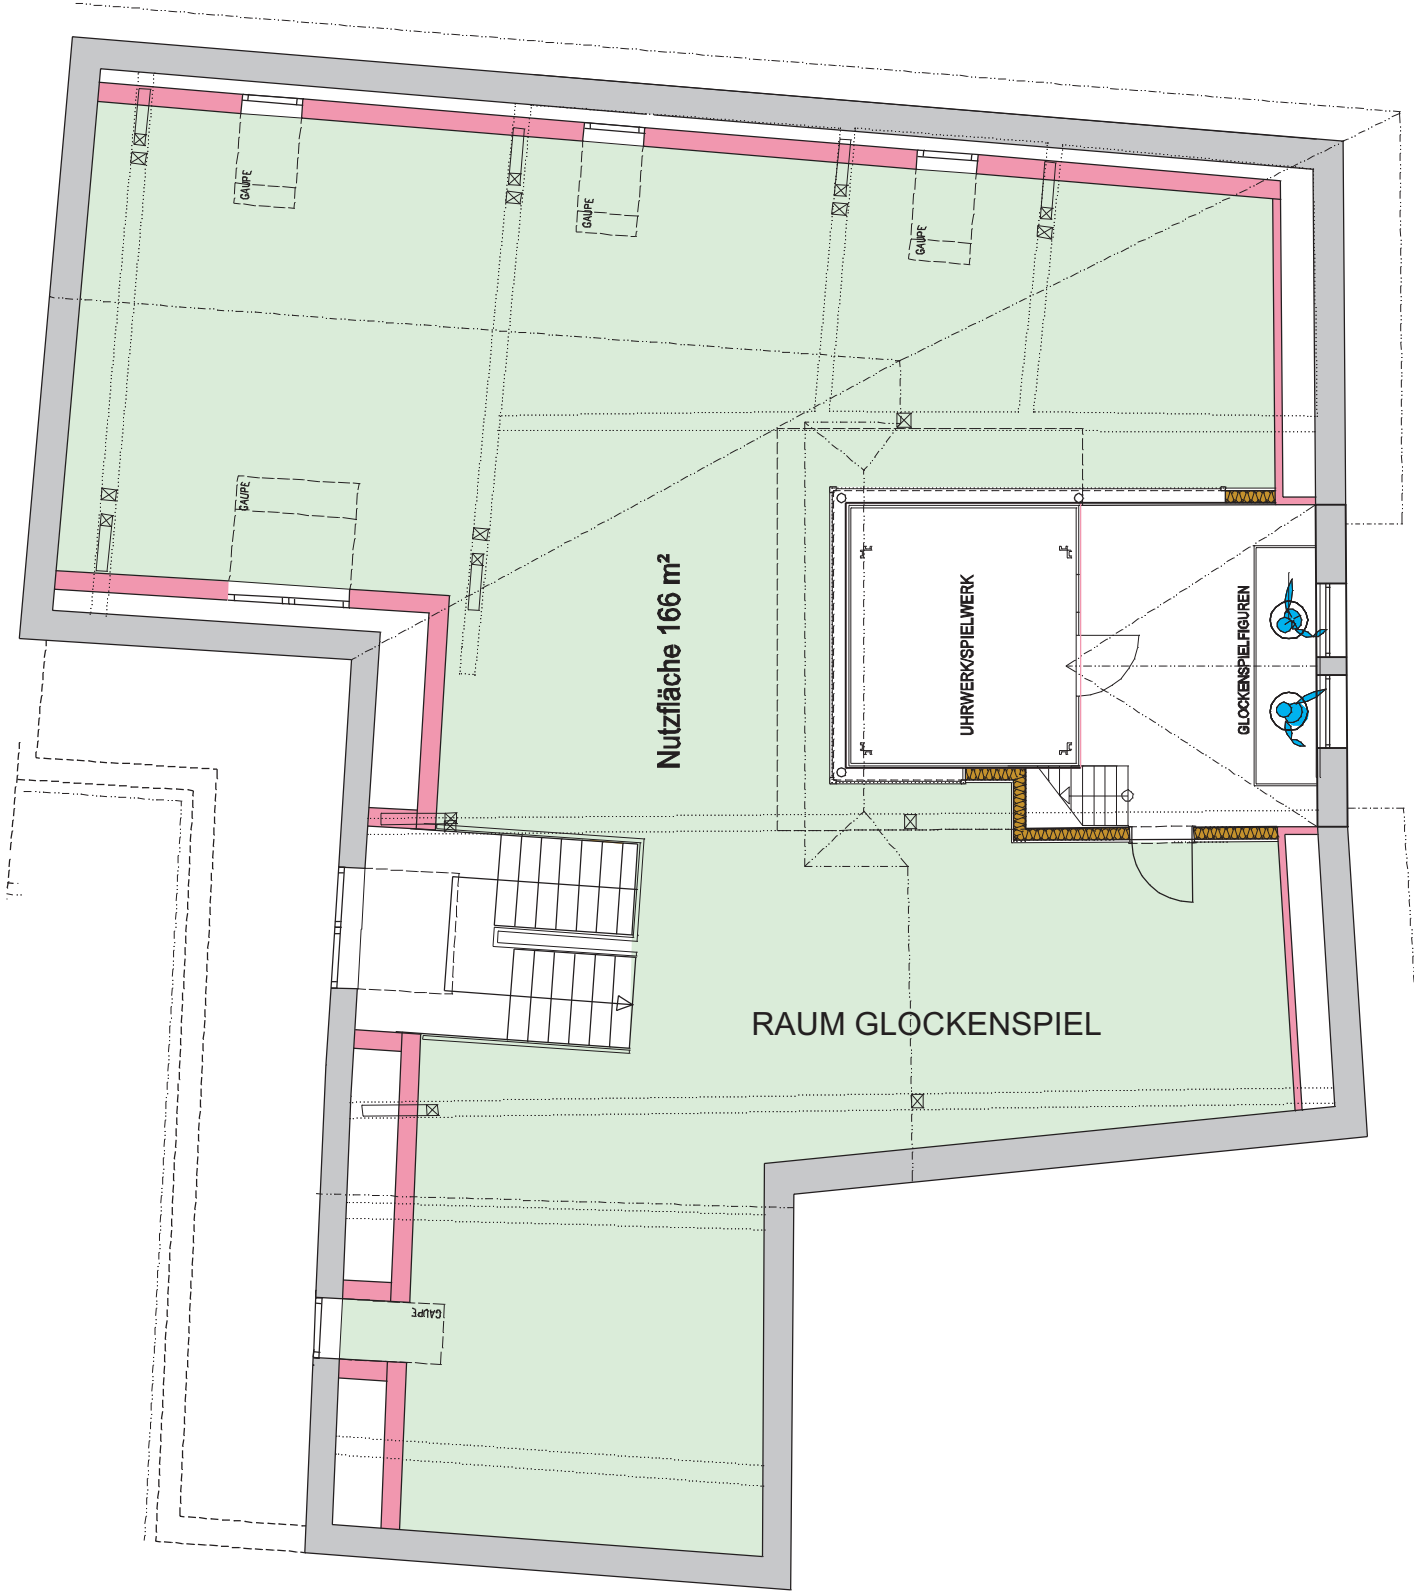 GAUPE
GAUPE
GAUPE
GAUPE
Nutzfläche 166 m²
UHRWERK/SPIELWERK
GLOCKENSPIELFIGUREN
RAUM GLOCKENSPIEL
GAUPE